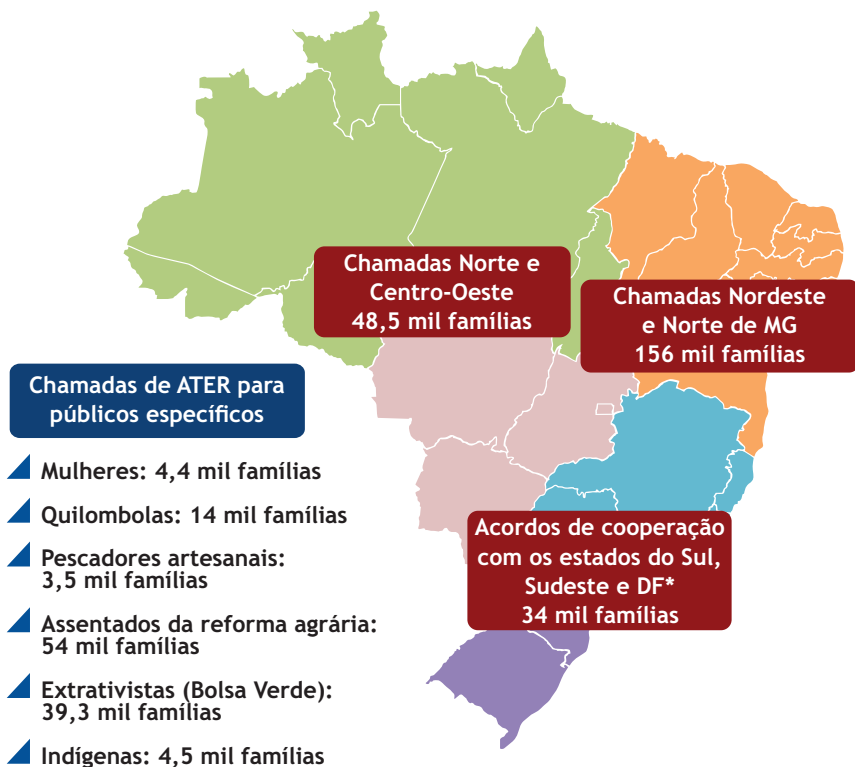 Chamadas Norte e
Centro-Oeste
48,5 mil famílias
Chamadas Nordeste
e Norte de MG
156 mil famílias
Chamadas de ATER para
públicos específicos
Mulheres: 4,4 mil famílias
Quilombolas: 14 mil famílias
Pescadores artesanais:
3,5 mil famílias
Assentados da reforma agrária:
54 mil famílias
Extrativistas (Bolsa Verde):
39,3 mil famílias
Indígenas: 4,5 mil famílias
Acordos de cooperação
com os estados do Sul,
Sudeste e DF*
34 mil famílias